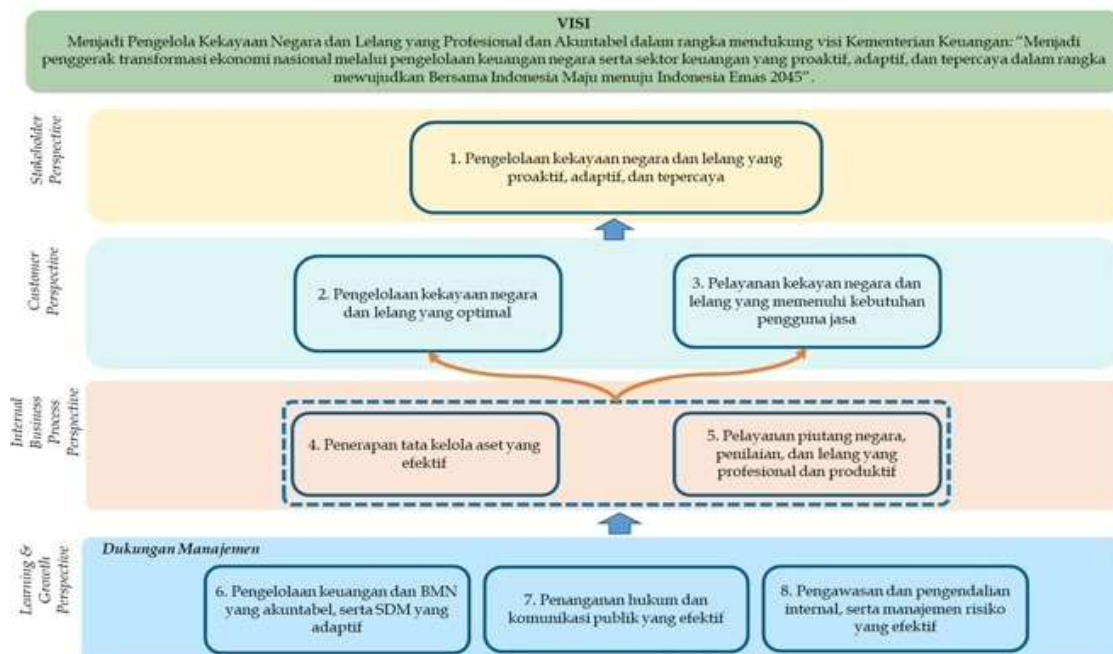 VISI
Menjadi Pengelola Kekayaan Negara dan Lelang yang Profesional dan Akuntabel dalam rangka mendukung visi Kementerian Keuangan: “Menjadi
penggerak transformasi ekonomi nasional melalui pengelolaan keuangan negara serta sektor keuangan yang proaktif, adaptif, dan tepercaya dalam rangka
mewujudkan Bersama Indonesia Maju menuju Indonesia Emas 2045”.
Stakeholder
Perspective
1. Pengelolaan kekayaan negara dan lelang yang
proaktif, adaptif, dan tepercaya
Customer
Perspective
2. Pengelolaan kekayaan negara
dan lelang yang optimal
3. Pelayanan kekayan negara dan
lelang yang memenuhi kebutuhan
pengguna jasa
Internal
Business
Process
Perspective
4. Penerapan tata kelola aset yang
efektif
5. Pelayanan piutang negara,
penilaian, dan lelang yang
profesional dan produktif
Learning &
Growth
Perspective
Dukungan Manajemen
6. Pengelolaan keuangan dan BMN
yang akuntabel, serta SDM yang
adaptif
7. Penanganan hukum dan
komunikasi publik yang efektif
8. Pengawasan dan pengendalian
internal, serta manajemen risiko
yang efektif